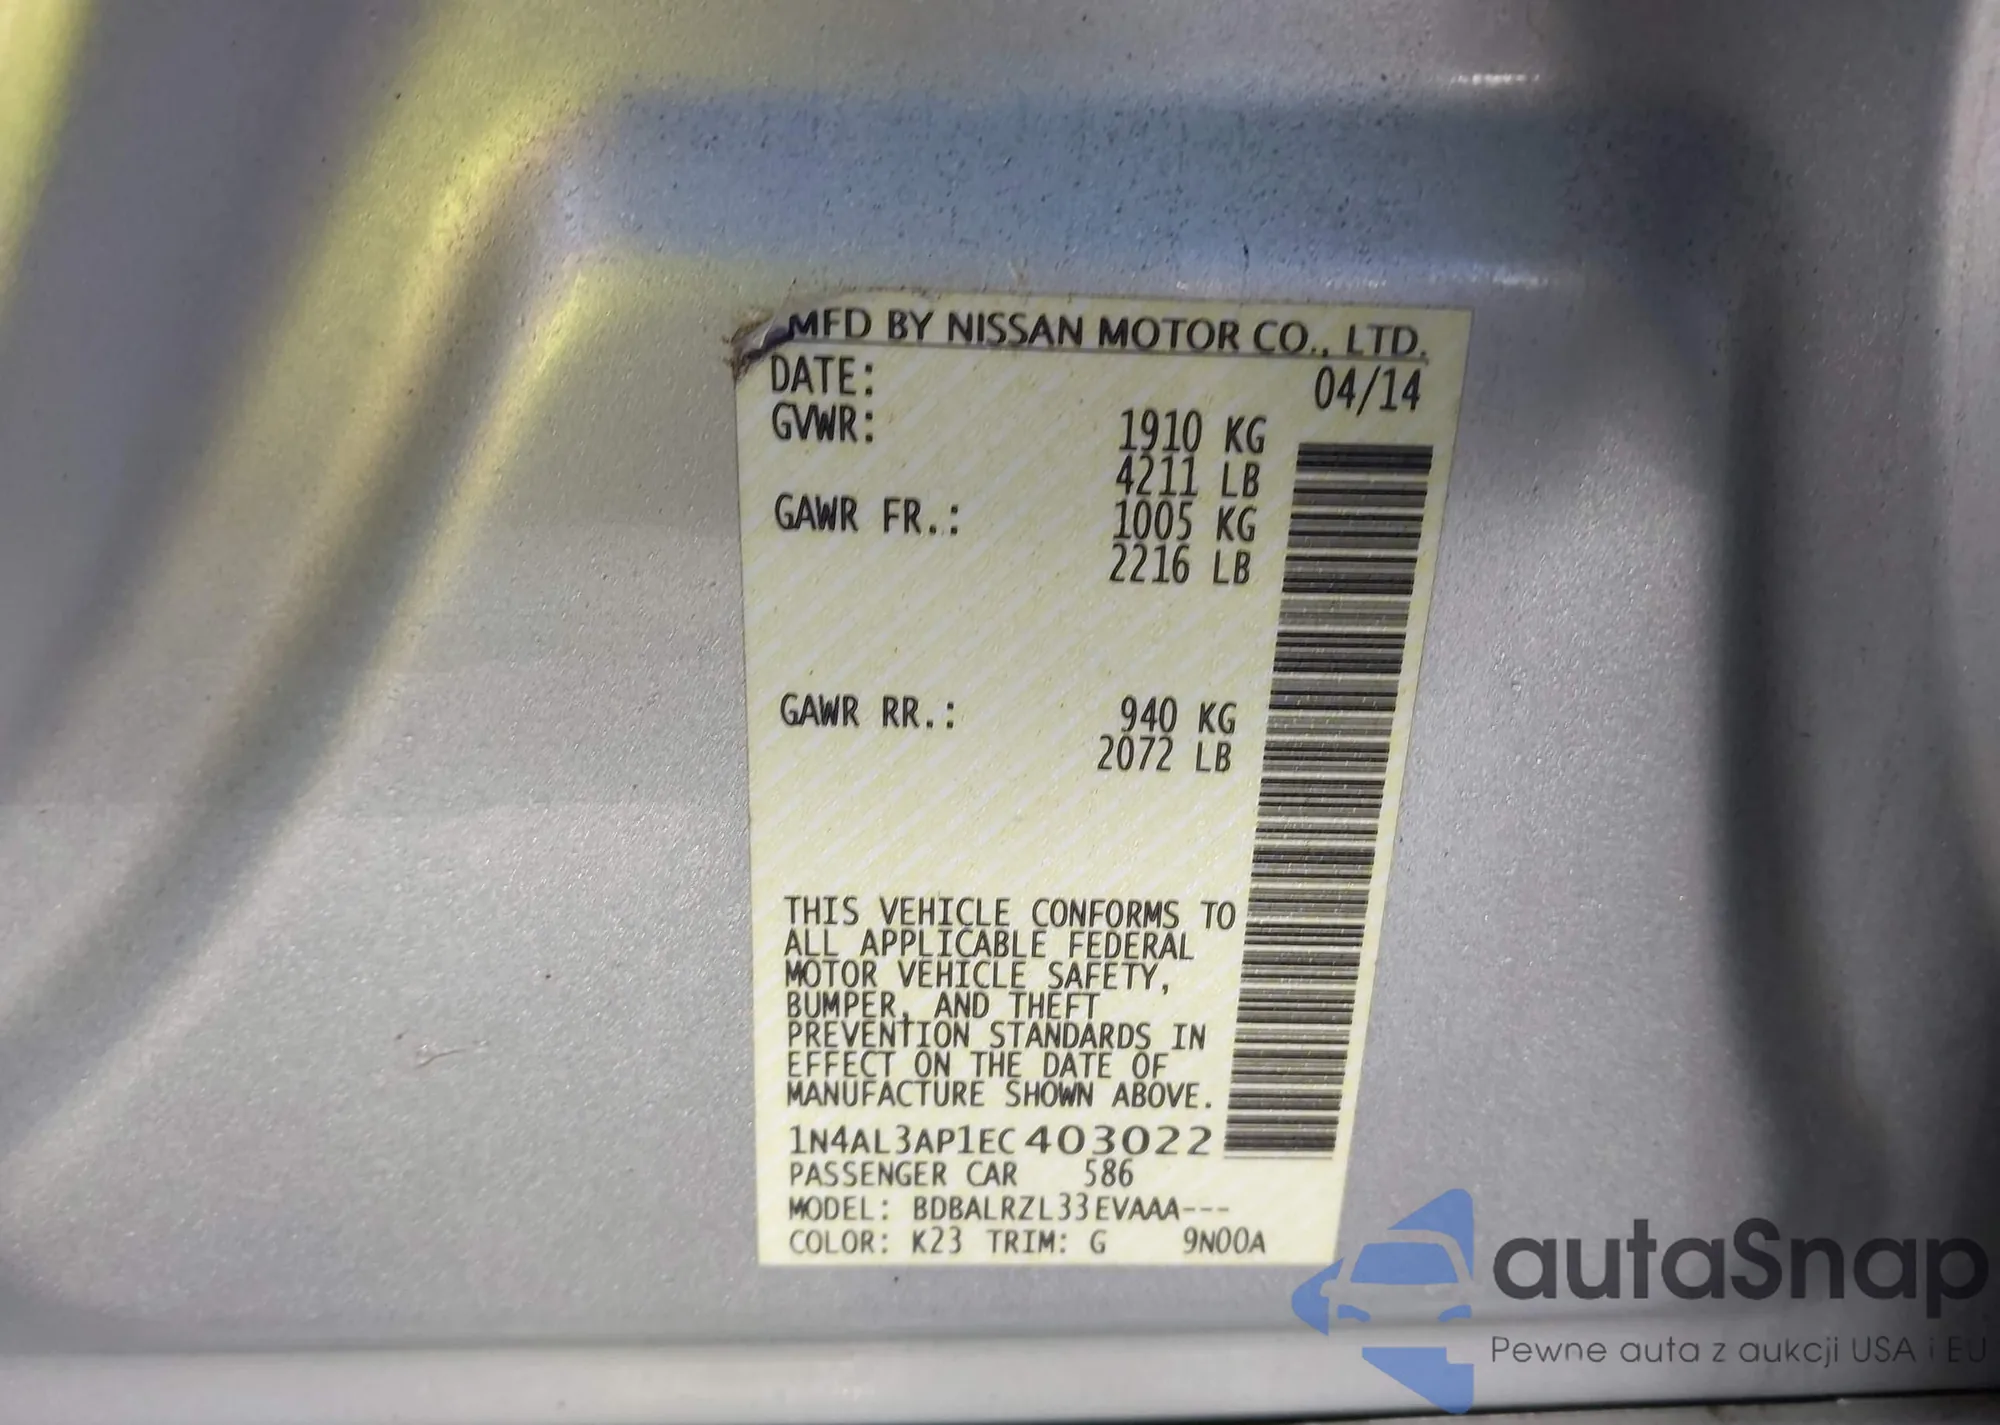 MFD BY NISSAN MOTOR CO., LTD.
DATE: 04/14
GVWR: 1910 KG
4211 LB
GAWR FR.: 1005 KG
2216 LB
GAWR RR.: 940 KG
2072 LB
THIS VEHICLE CONFORMS TO
ALL APPLICABLE FEDERAL
MOTOR VEHICLE SAFETY,
BUMPER, AND THEFT
PREVENTION STANDARDS IN
EFFECT ON THE DATE OF
MANUFACTURE SHOWN ABOVE.
1N4AL3AP1EC403022
PASSENGER CAR 586
MODEL: BDBALRZL33EVAAA---
COLOR: K23 TRIM: G 9N00A
autaSnap
Pewne auta z aukcji USA i EU